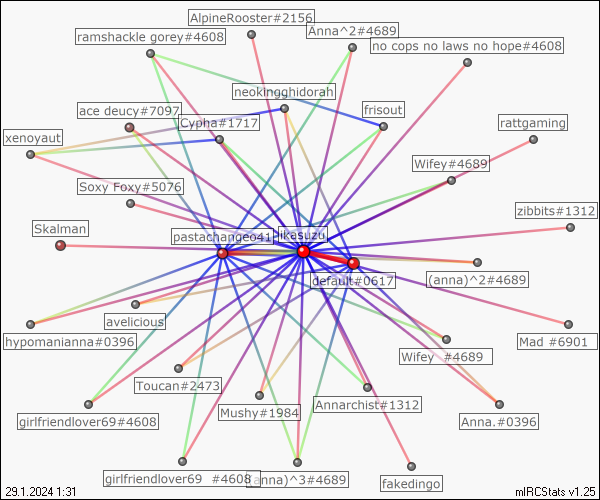 AlpineRooster#2156
ramshackle gorey#4608
Anna^2#4689
no cops no laws no hope#4608
neokingghidorah
ace deucy#7097
frisout
Cypha#1717
rattgaming
xenoyaut
Wifey#4689
Soxy Foxy#5076
zibbits#1312
Skalman
pastachangeo41
ikasuzu
default#0617
(anna)^2#4689
avelicious
hypomanianna#0396
Mad #6901
Wifey #4689
Toucan#2473
Mushy#1984
Annarchist#1312
girlfriendlover69#4608
Anna.#0396
girlfriendlover69 #4608
anna)^3#4689
fakedingo
29.1.2024 1:31
mIRCStats v1.25